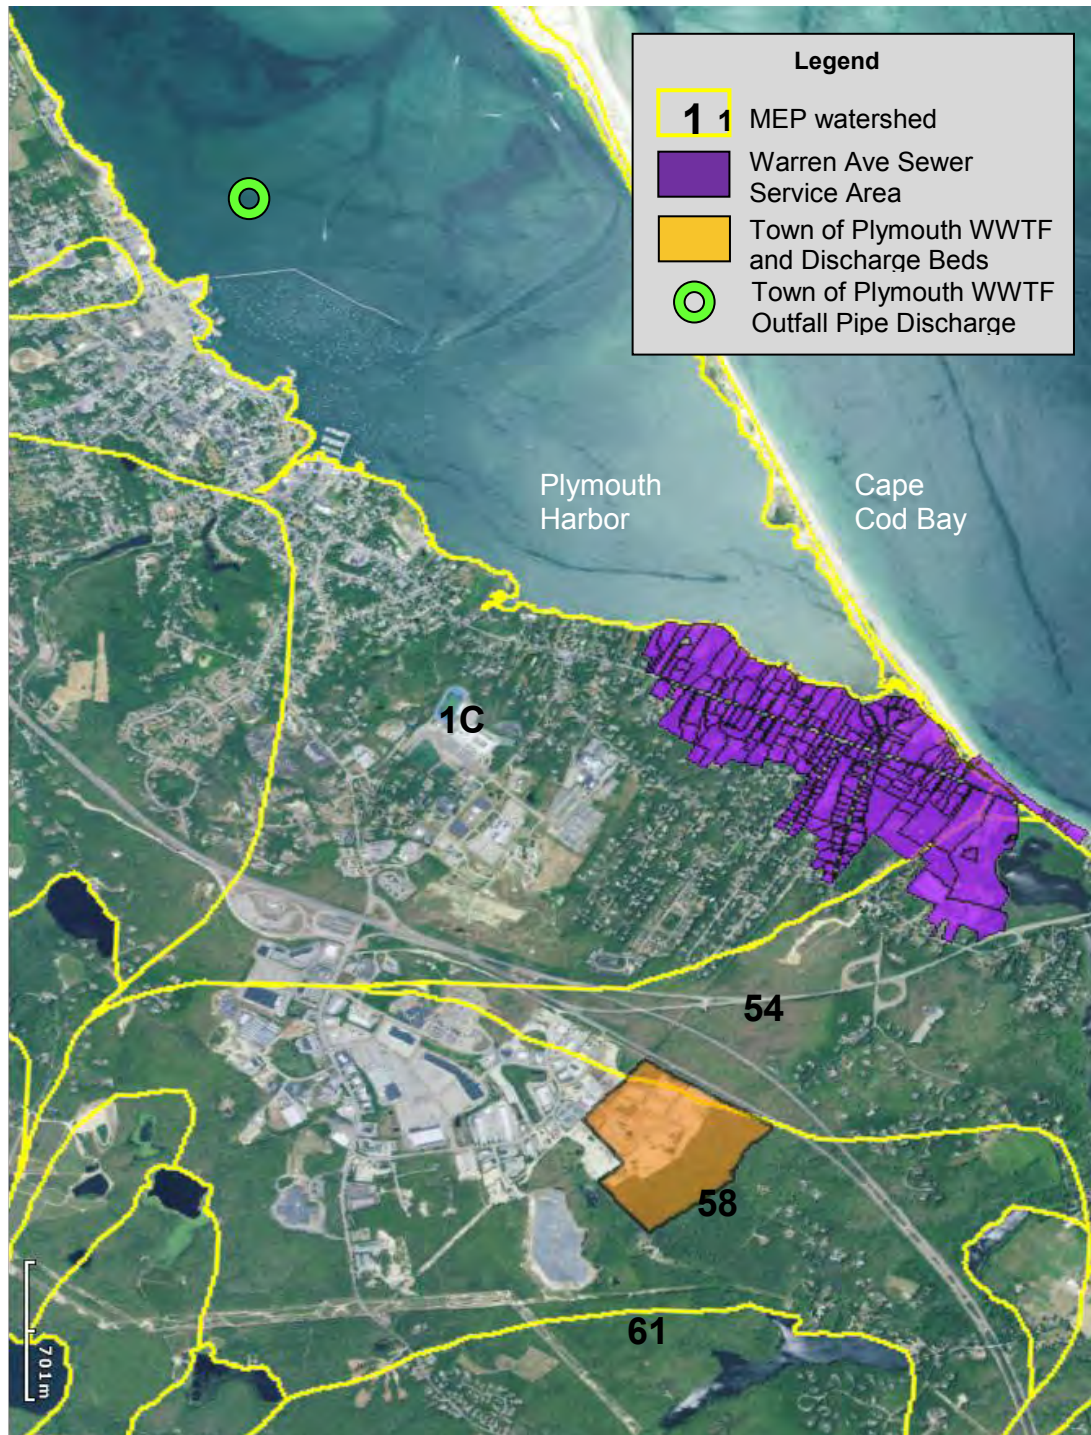 Legend
1 1 MEP watershed
Warren Ave Sewer
Service Area
Town of Plymouth WWTF
and Discharge Beds
Town of Plymouth WWTF
Outfall Pipe Discharge
Plymouth
Harbor
Cape
Cod Bay
1C
54
58
61
701m